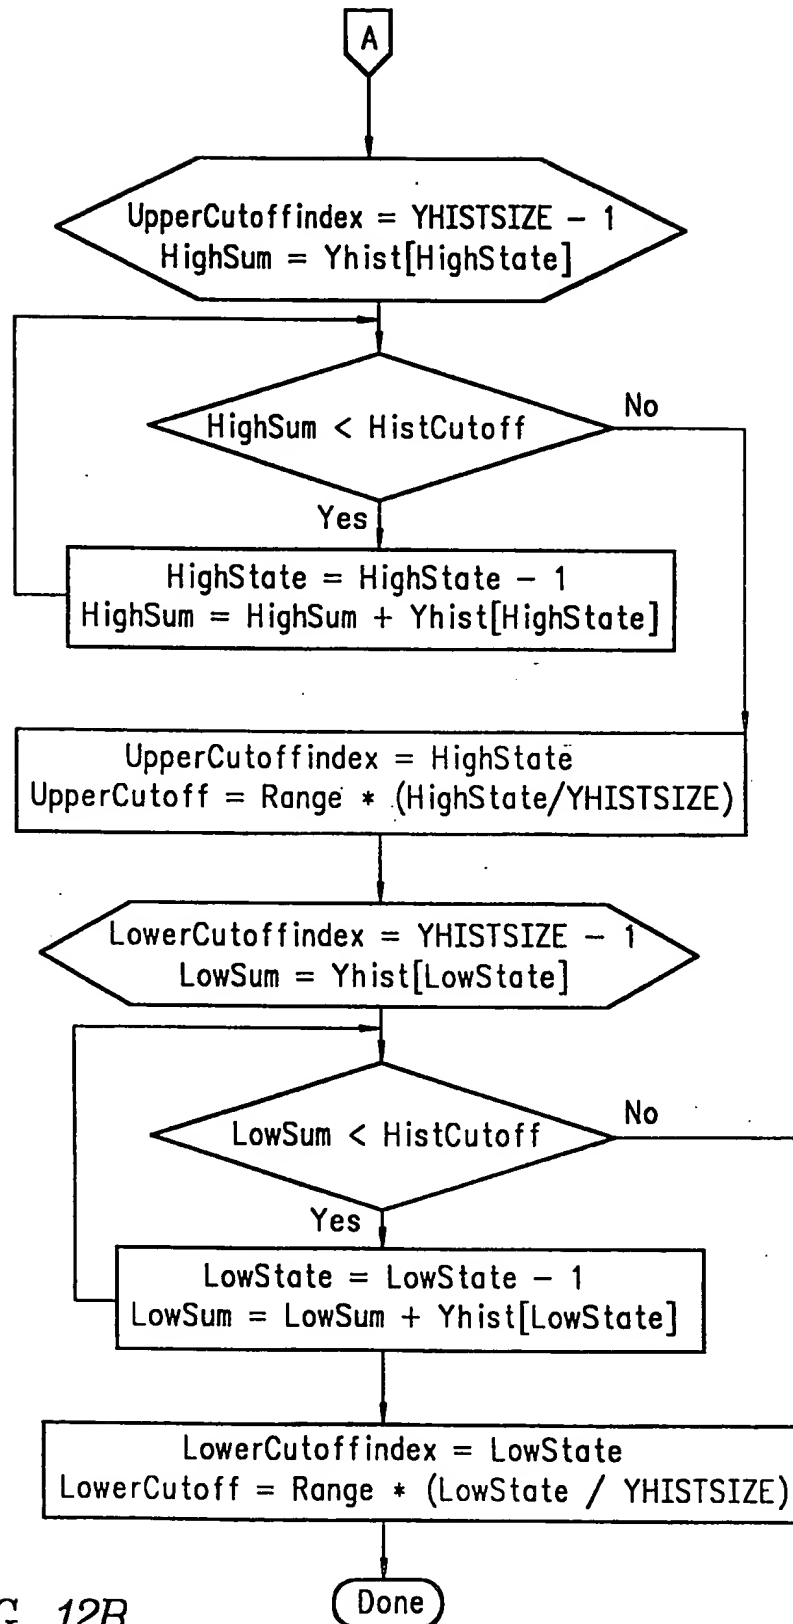 A
UpperCutoffindex = YHISTSIZE - 1
HighSum = Yhist[HighState]
HighSum < HistCutoff
No
Yes
HighState = HighState - 1
HighSum = HighSum + Yhist[HighState]
UpperCutoffindex = HighState
UpperCutoff = Range * (HighState/YHISTSIZE)
LowerCutoffindex = YHISTSIZE - 1
LowSum = Yhist[LowState]
LowSum < HistCutoff
No
Yes
LowState = LowState - 1
LowSum = LowSum + Yhist[LowState]
LowerCutoffindex = LowState
LowerCutoff = Range * (LowState / YHISTSIZE)
Done
G. 12B